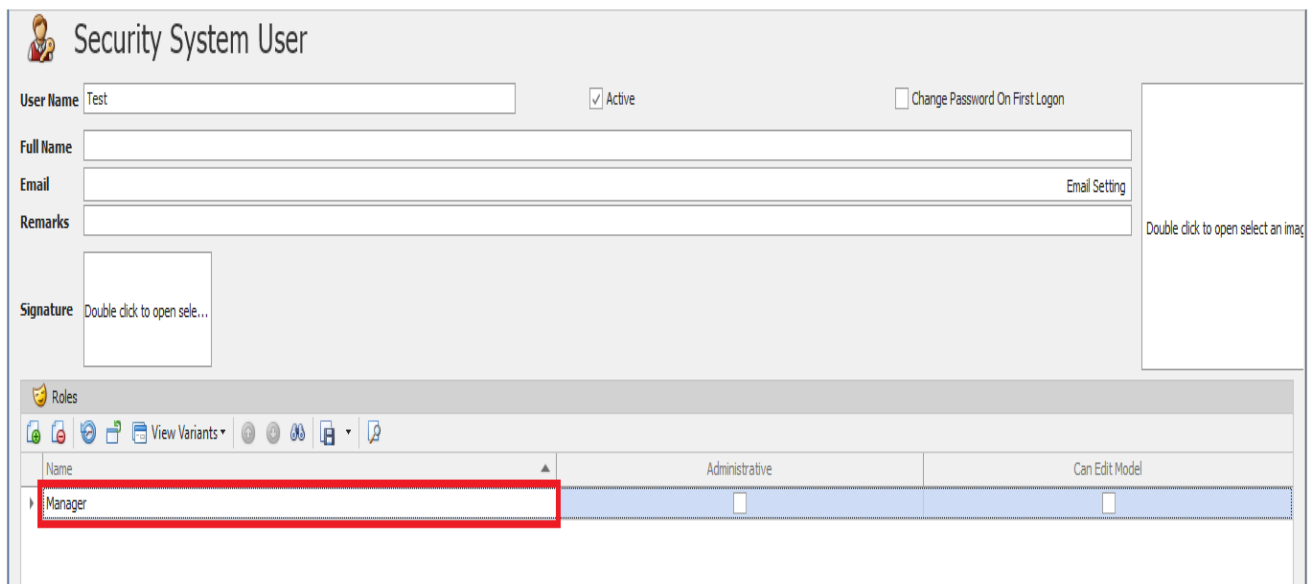 Security System User
User Name Test Active Change Password On First Logon
Full Name
Email Email Setting
Remarks
Double click to open select an imag
Signature Double click to open sele...
Roles
View Variants
Name Administrative Can Edit Model
Manager